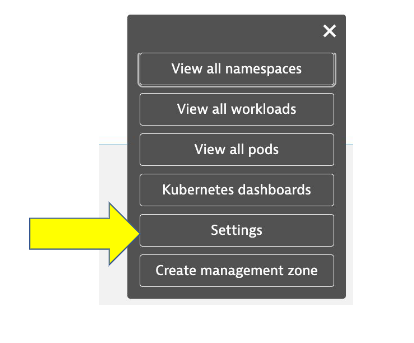 View all namespaces
View all workloads
View all pods
Kubernetes dashboards
Settings
Create management zone